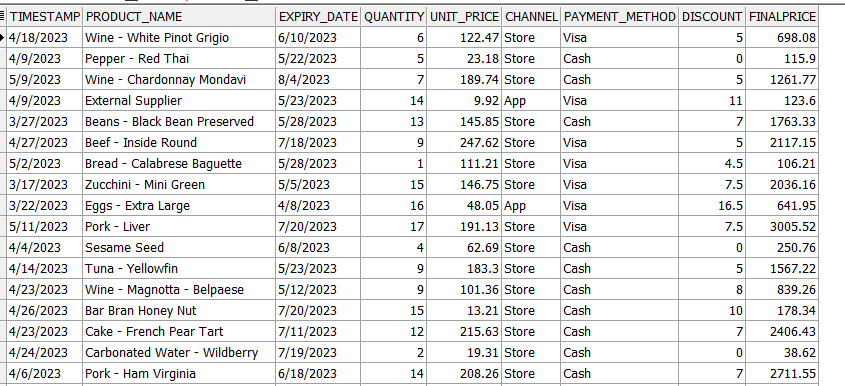 TIMESTAMP PRODUCT_NAME EXPIRY_DATE QUANTITY UNIT_PRICE CHANNEL PAYMENT_METHOD DISCOUNT FINALPRICE
4/18/2023 Wine - White Pinot Grigio 6/10/2023 6 122.47 Store Visa 5 698.08
4/9/2023 Pepper - Red Thai 5/22/2023 5 23.18 Store Cash 0 115.9
5/9/2023 Wine - Chardonnay Mondavi 8/4/2023 7 189.74 Store Cash 5 1261.77
4/9/2023 External Supplier 5/23/2023 14 9.92 App Visa 11 123.6
3/27/2023 Beans - Black Bean Preserved 5/28/2023 13 145.85 Store Cash 7 1763.33
4/27/2023 Beef - Inside Round 7/18/2023 9 247.62 Store Visa 5 2117.15
5/2/2023 Bread - Calabrese Baguette 5/28/2023 1 111.21 Store Visa 4.5 106.21
3/17/2023 Zucchini - Mini Green 5/5/2023 15 146.75 Store Visa 7.5 2036.16
3/22/2023 Eggs - Extra Large 4/8/2023 16 48.05 App Visa 16.5 641.95
5/11/2023 Pork - Liver 7/20/2023 17 191.13 Store Visa 7.5 3005.52
4/4/2023 Sesame Seed 6/8/2023 4 62.69 Store Cash 0 250.76
4/14/2023 Tuna - Yellowfin 5/23/2023 9 183.3 Store Cash 5 1567.22
4/23/2023 Wine - Magnotta - Belpaese 5/12/2023 9 101.36 Store Cash 8 839.26
4/26/2023 Bar Bran Honey Nut 7/20/2023 15 13.21 Store Cash 10 178.34
4/23/2023 Cake - French Pear Tart 7/11/2023 12 215.63 Store Cash 7 2406.43
4/24/2023 Carbonated Water - Wildberry 7/19/2023 2 19.31 Store Cash 0 38.62
4/6/2023 Pork - Ham Virginia 6/18/2023 14 208.26 Store Cash 7 2711.55